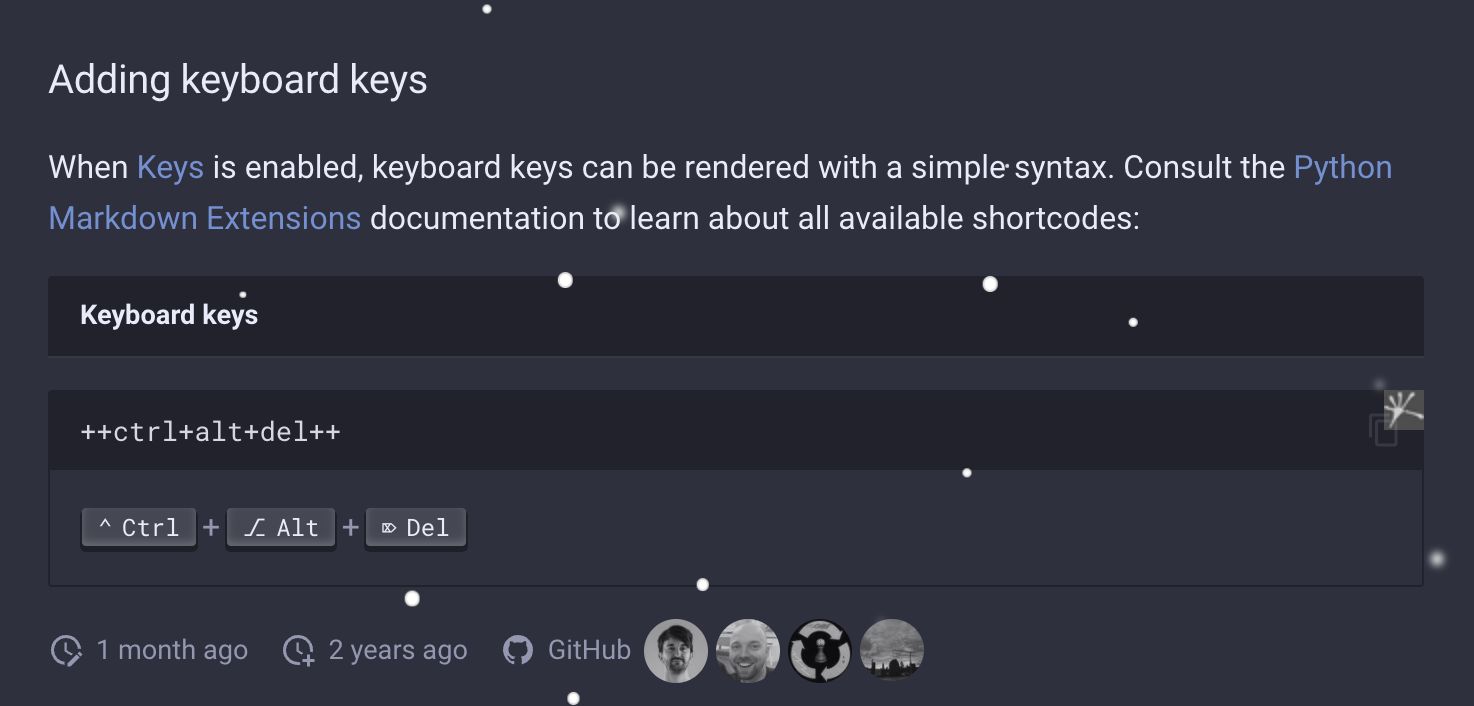 Adding keyboard keys
When Keys is enabled, keyboard keys can be rendered with a simple syntax. Consult the Python
Markdown Extensions documentation to learn about all available shortcodes:
Keyboard keys
++ctrl+alt+del++
⌃ Ctrl + ⎇ Alt + ⌦ Del
1 month ago 2 years ago GitHub